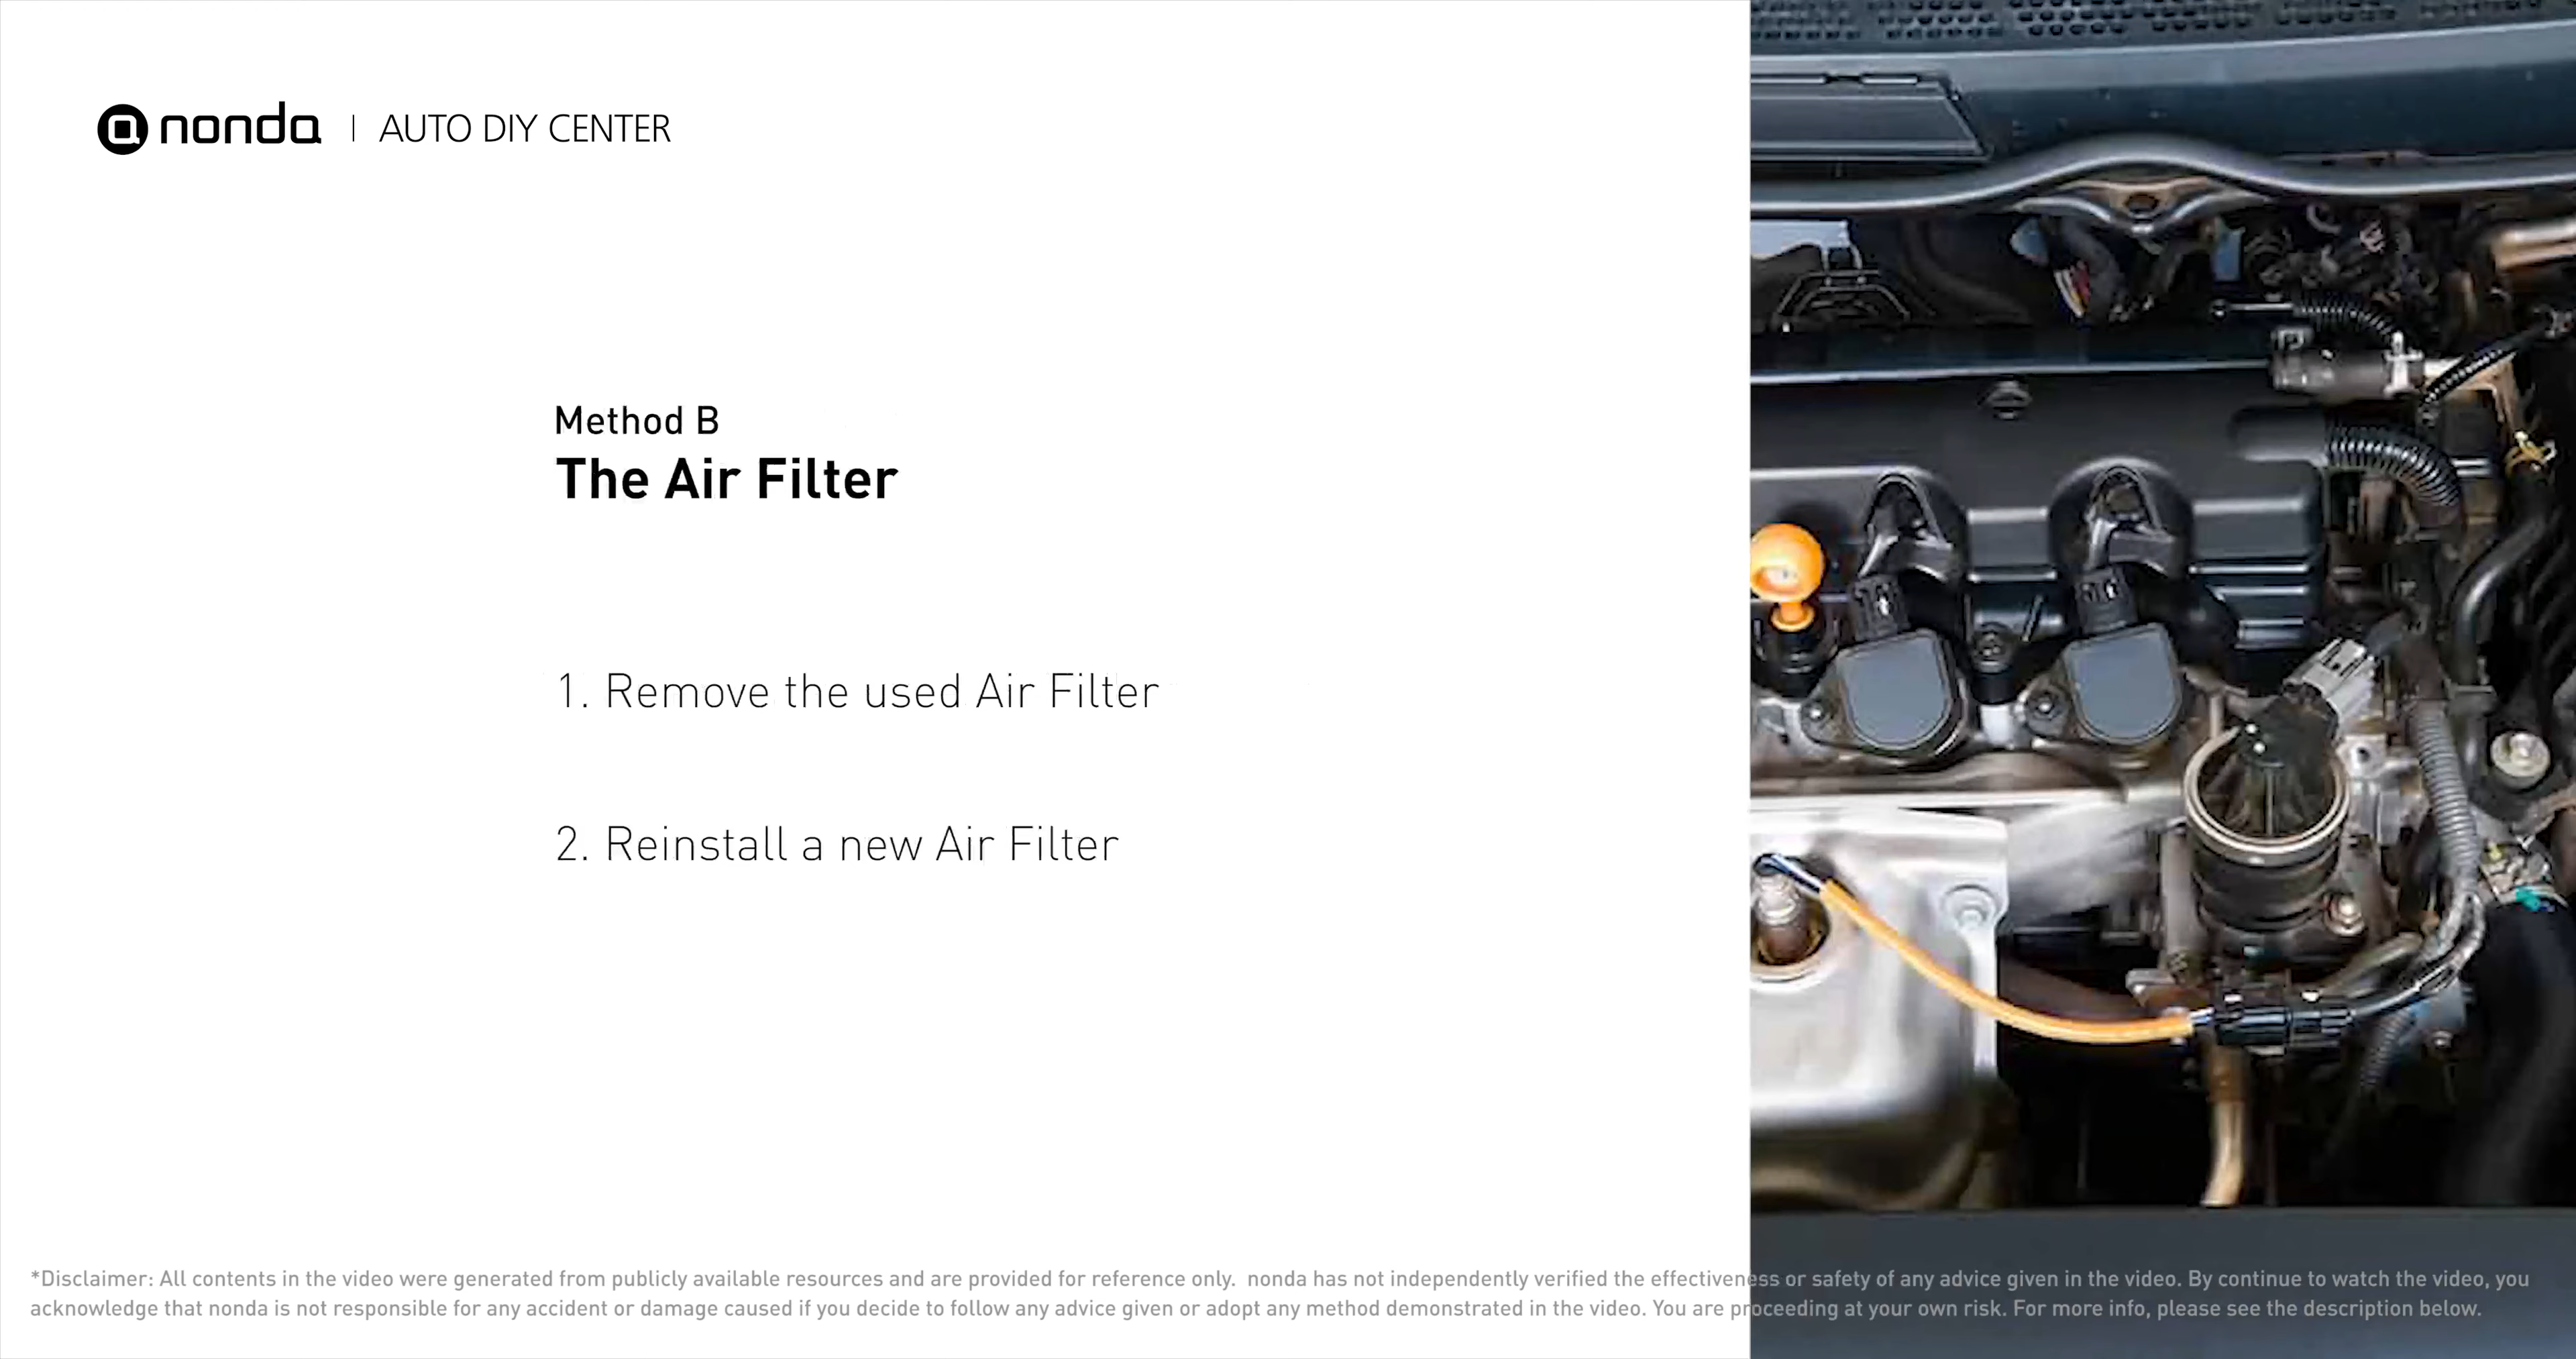 nonda | AUTO DIY CENTER
Method B
The Air Filter
1. Remove the used Air Filter
2. Reinstall a new Air Filter
*Disclaimer: All contents in the video were generated from publicly available resources and are provided for reference only. nonda has not independently verified the effectiveness or safety of any advice given in the video. By continue to watch the video, you
acknowledge that nonda is not responsible for any accident or damage caused if you decide to follow any advice given or adopt any method demonstrated in the video. You are proceeding at your own risk. For more info, please see the description below.